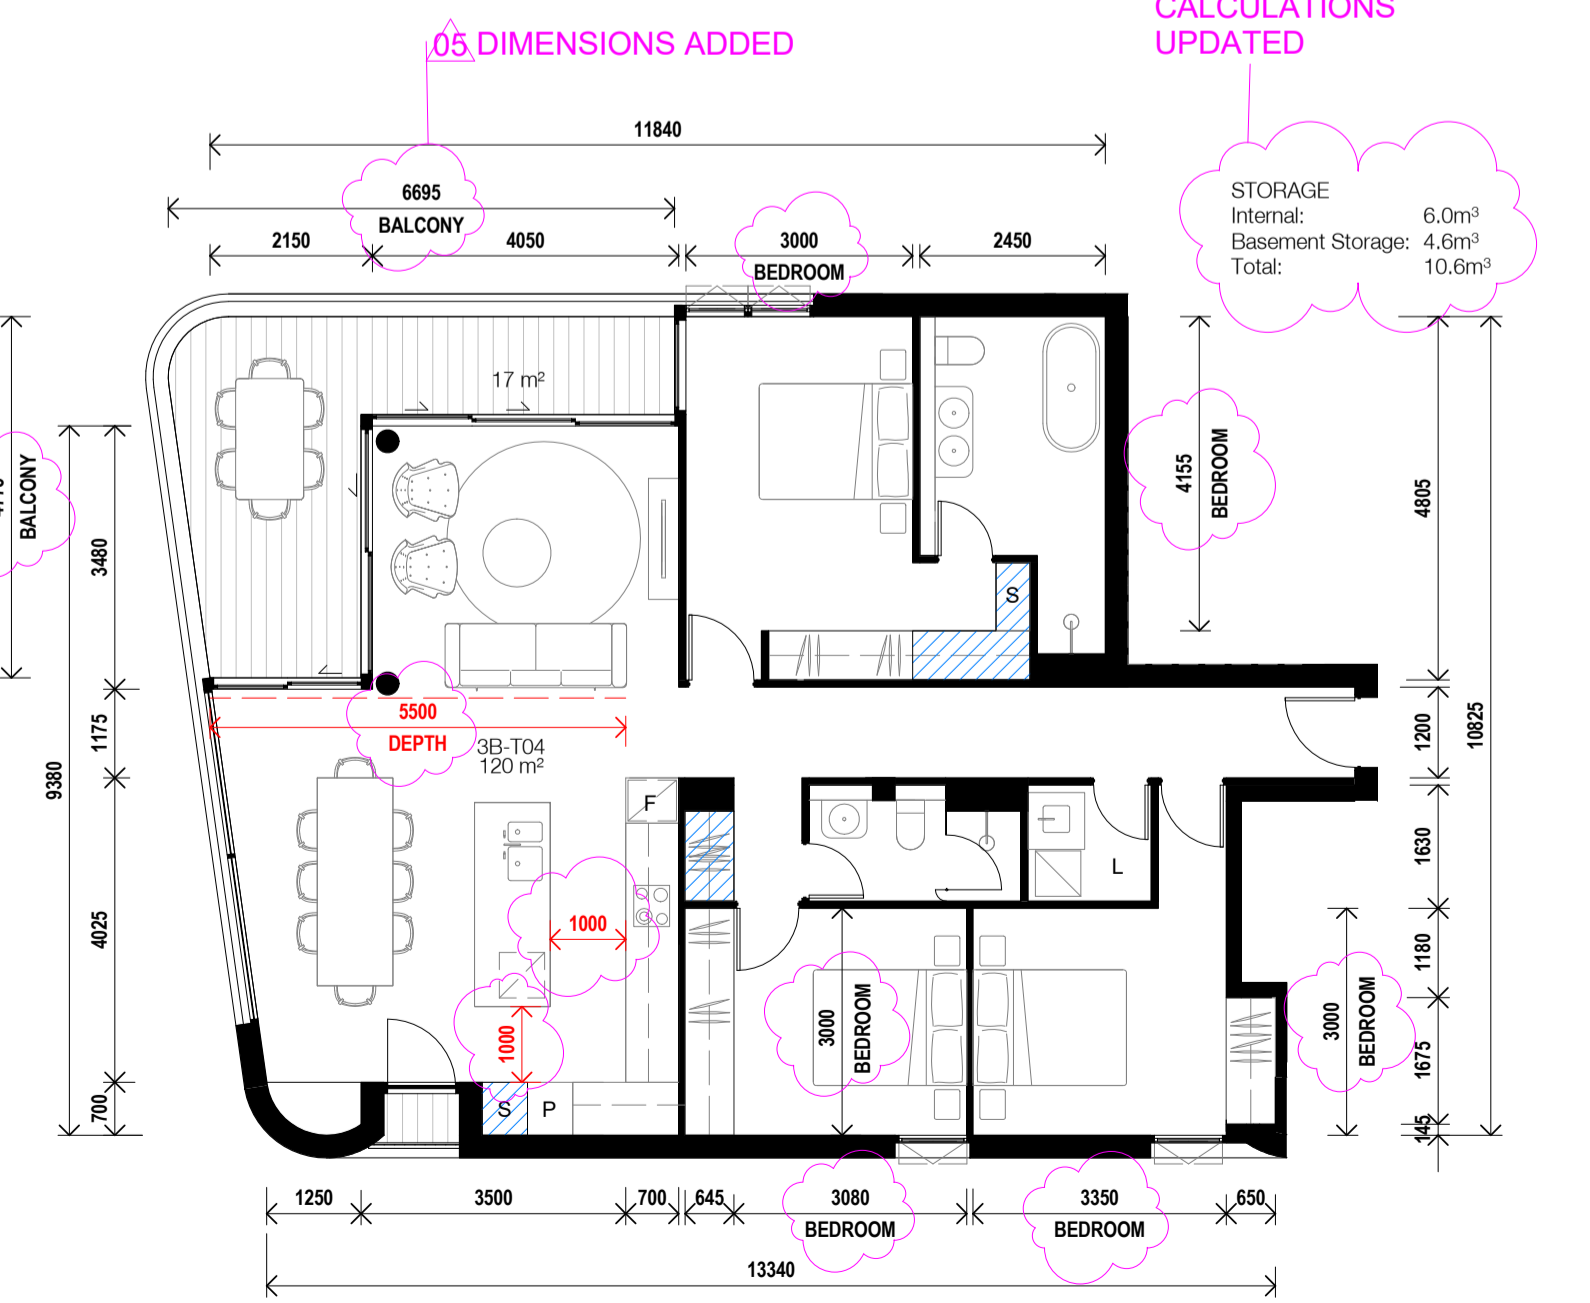 CALCULATIONS
UPDATED
05 DIMENSIONS ADDED
11840
6695
BALCONY
2150
4050
3000
BEDROOM
2450
STORAGE
Internal: 6.0m³
Basement Storage: 4.6m³
Total: 10.6m³
17 m²
BALCONY
3480
9380
1175
4025
700
4155
BEDROOM
4805
10825
1200
1630
1180
1675
145
S
5500
DEPTH
3B-T04
120 m²
F
L
1000
1000
3000
BEDROOM
3000
BEDROOM
S
P
1250
3500
700
645
3080
BEDROOM
3350
BEDROOM
650
13340